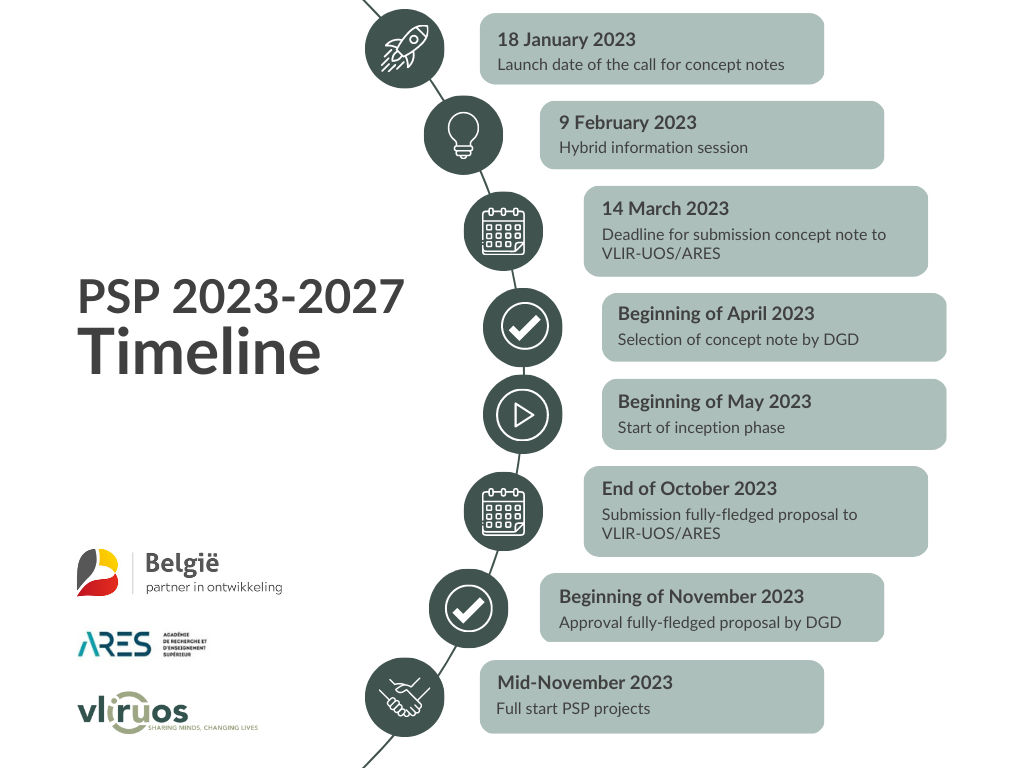 PSP 2023-2027
Timeline
18 January 2023
Launch date of the call for concept notes
9 February 2023
Hybrid information session
14 March 2023
Deadline for submission concept note to
VLIR-UOS/ARES
Beginning of April 2023
Selection of concept note by DGD
Beginning of May 2023
Start of inception phase
End of October 2023
Submission fully-fledged proposal to
VLIR-UOS/ARES
Beginning of November 2023
Approval fully-fledged proposal by DGD
Mid-November 2023
Full start PSP projects
België
partner in ontwikkeling
ARES
ACADÉMIE
DE RECHERCHE ET
D'ENSEIGNEMENT
SUPÉRIEUR
vliruos
SHARING MINDS, CHANGING LIVES